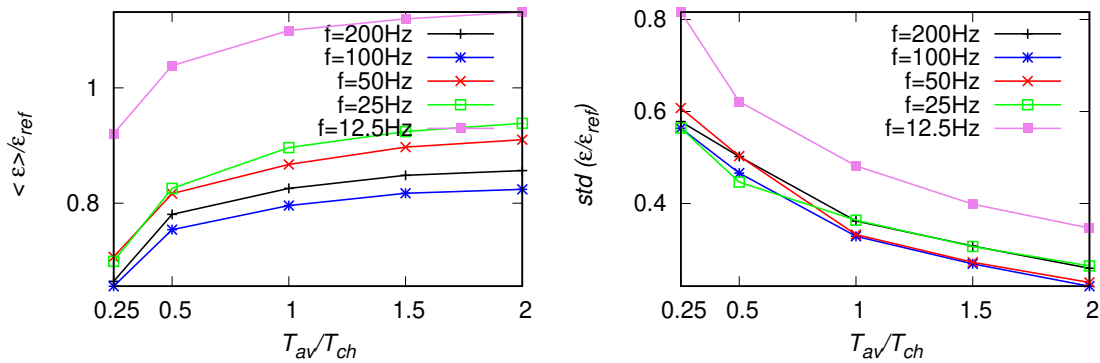 1
0.8
< ε>/ε_ref
f=200Hz
f=100Hz
f=50Hz
f=25Hz
f=12.5Hz
0.25 0.5 1 1.5 2
T_av/T_ch
0.8
0.6
0.4
std (ε/ε_ref)
f=200Hz
f=100Hz
f=50Hz
f=25Hz
f=12.5Hz
0.25 0.5 1 1.5 2
T_av/T_ch